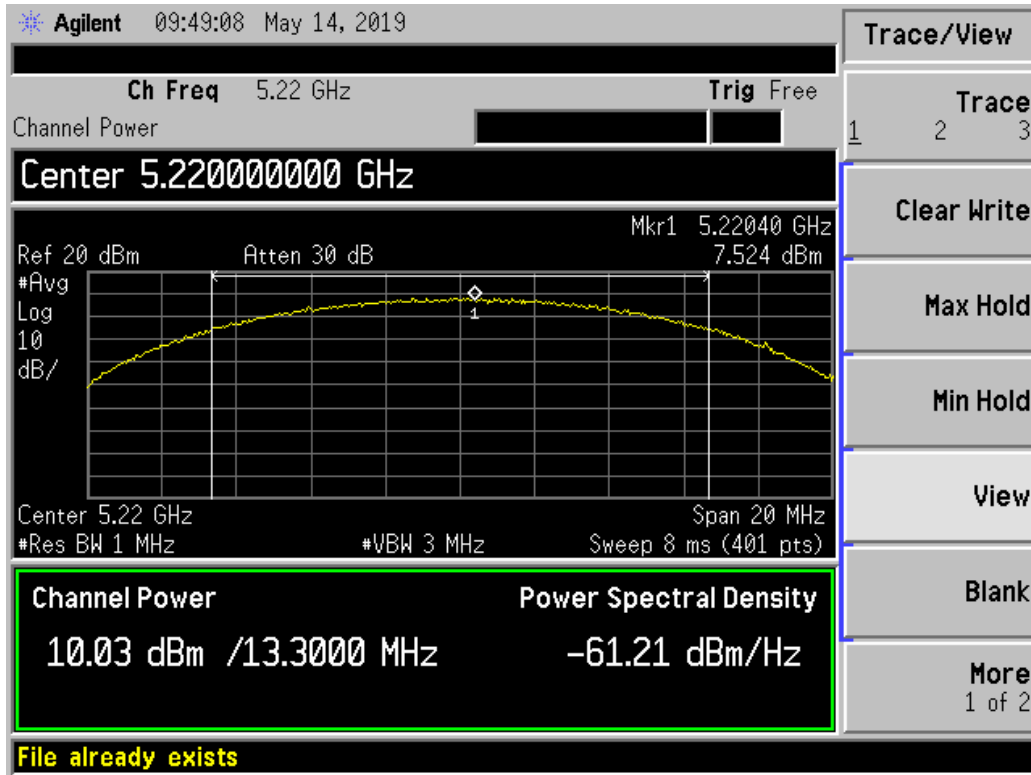 Agilent 09:49:08 May 14, 2019
Trace/View
Ch Freq 5.22 GHz Trig Free
Channel Power
Trace
1 2 3
Center 5.220000000 GHz
Clear Write
Mkr1 5.22040 GHz
Ref 20 dBm Atten 30 dB 7.524 dBm
#Avg
Log
10
dB/
1
Max Hold
Min Hold
View
Center 5.22 GHz Span 20 MHz
#Res BW 1 MHz #VBW 3 MHz Sweep 8 ms (401 pts)
Channel Power Power Spectral Density
10.03 dBm /13.3000 MHz -61.21 dBm/Hz
Blank
More
1 of 2
File already exists